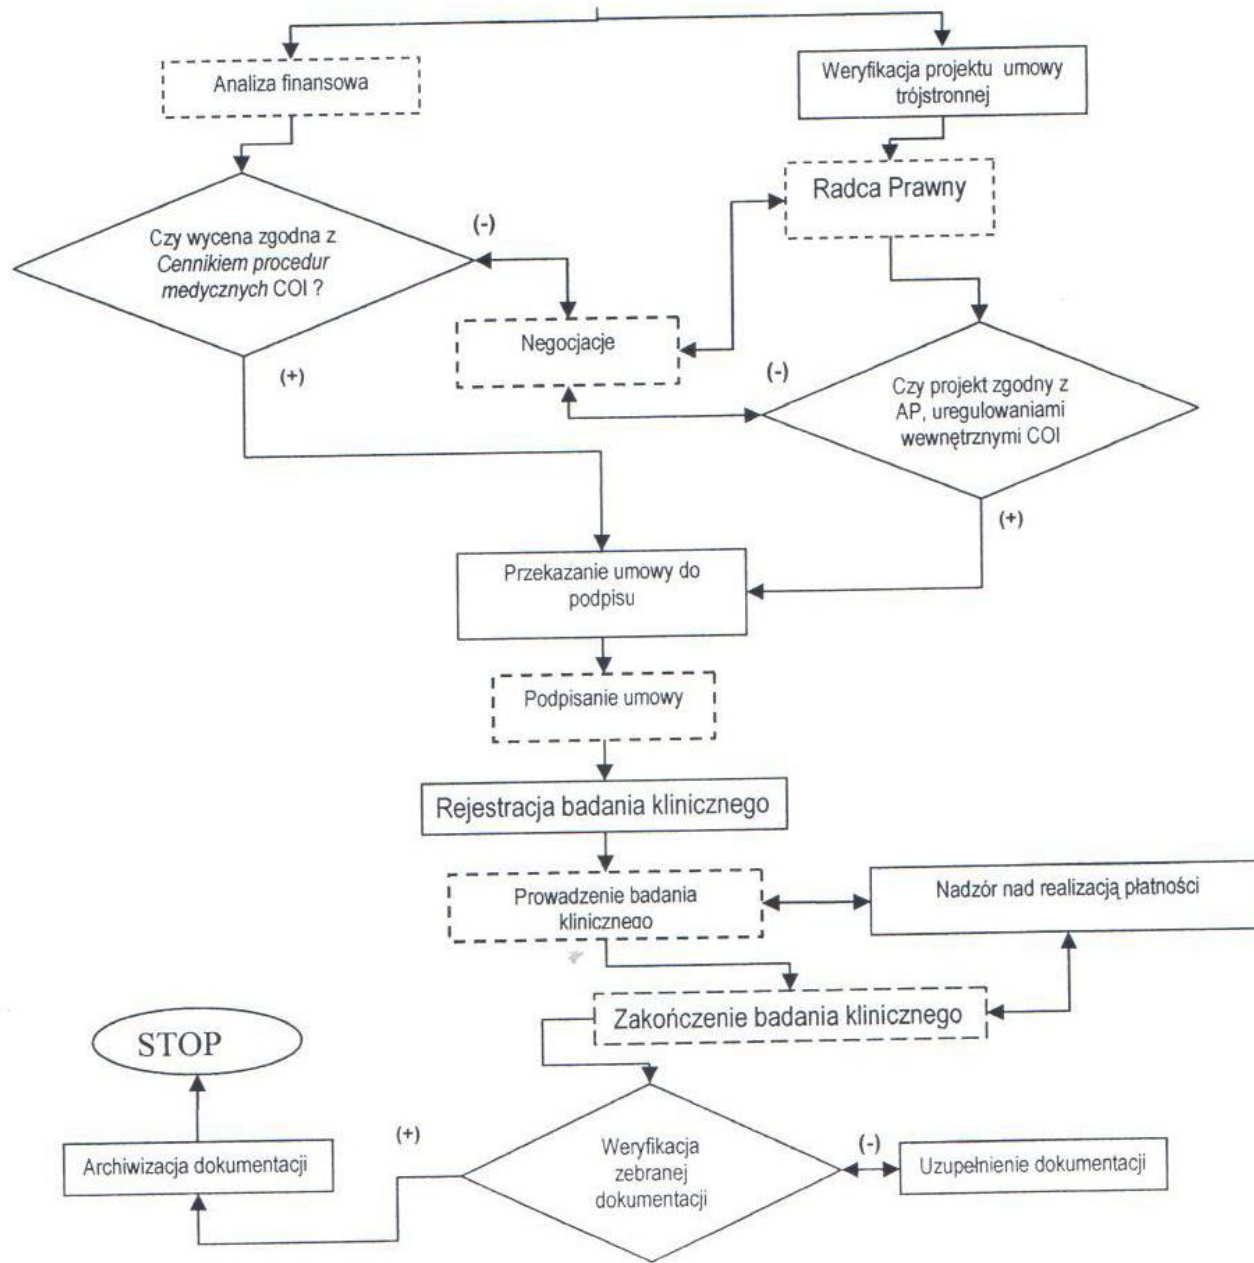 Analiza finansowa
Weryfikacja projektu umowy
trójstronnej
Radca Prawny
(-)
Czy wycena zgodna z
Cennikiem procedur
medycznych COI ?
Negocjacje
(+)
(-)
Czy projekt zgodny z
AP, uregulowaniami
wewnętrznymi COI
(+)
Przekazanie umowy do
podpisu
Podpisanie umowy
Rejestracja badania klinicznego
Prowadzenie badania
klinicznego
Nadzór nad realizacją płatności
Zakończenie badania klinicznego
STOP
(+)
Weryfikacja
zebranej
dokumentacji
(-)
Archiwizacja dokumentacji
Uzupełnienie dokumentacji